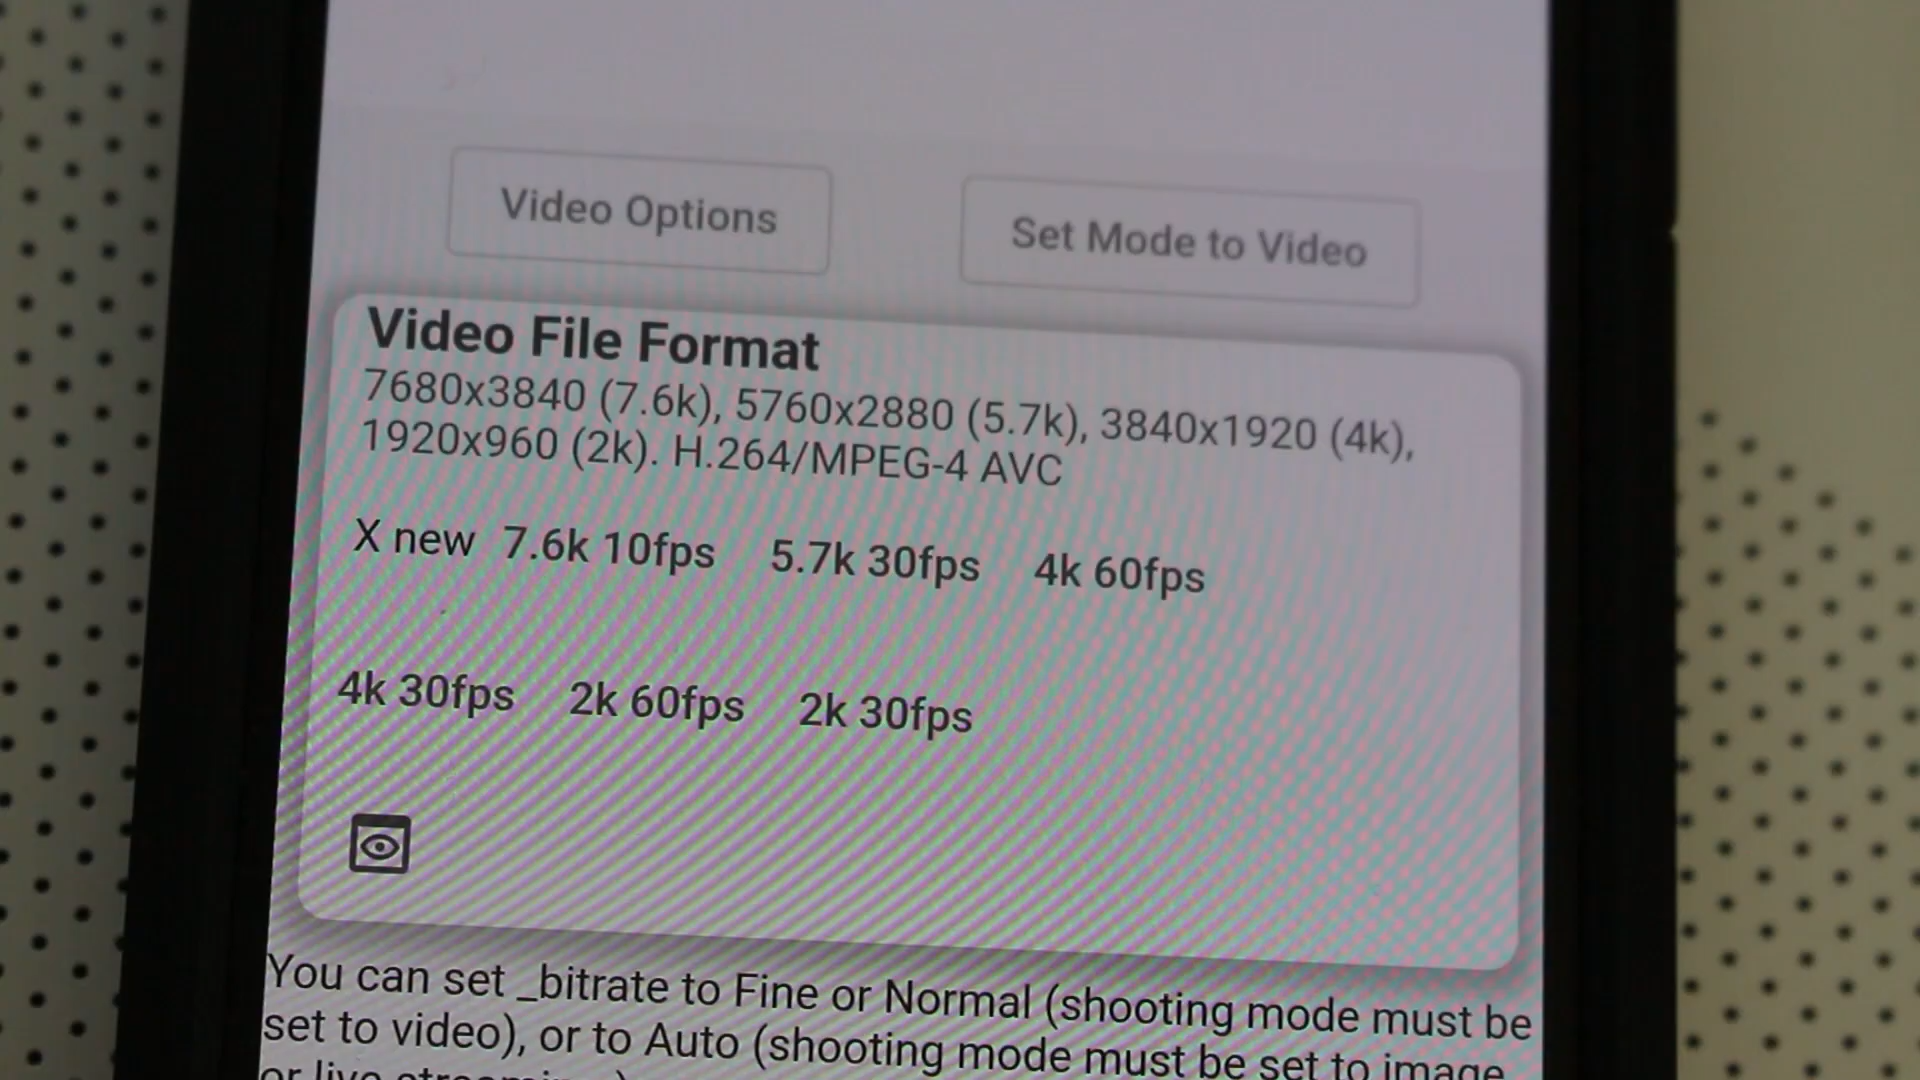 Video Options
Set Mode to Video
Video File Format
7680x3840 (7.6k), 5760x2880 (5.7k), 3840x1920 (4k),
1920x960 (2k). H.264/MPEG-4 AVC
X new 7.6k 10fps 5.7k 30fps 4k 60fps
4k 30fps 2k 60fps 2k 30fps
You can set _bitrate to Fine or Normal (shooting mode must be
set to video), or to Auto (shooting mode must be set to image
or live